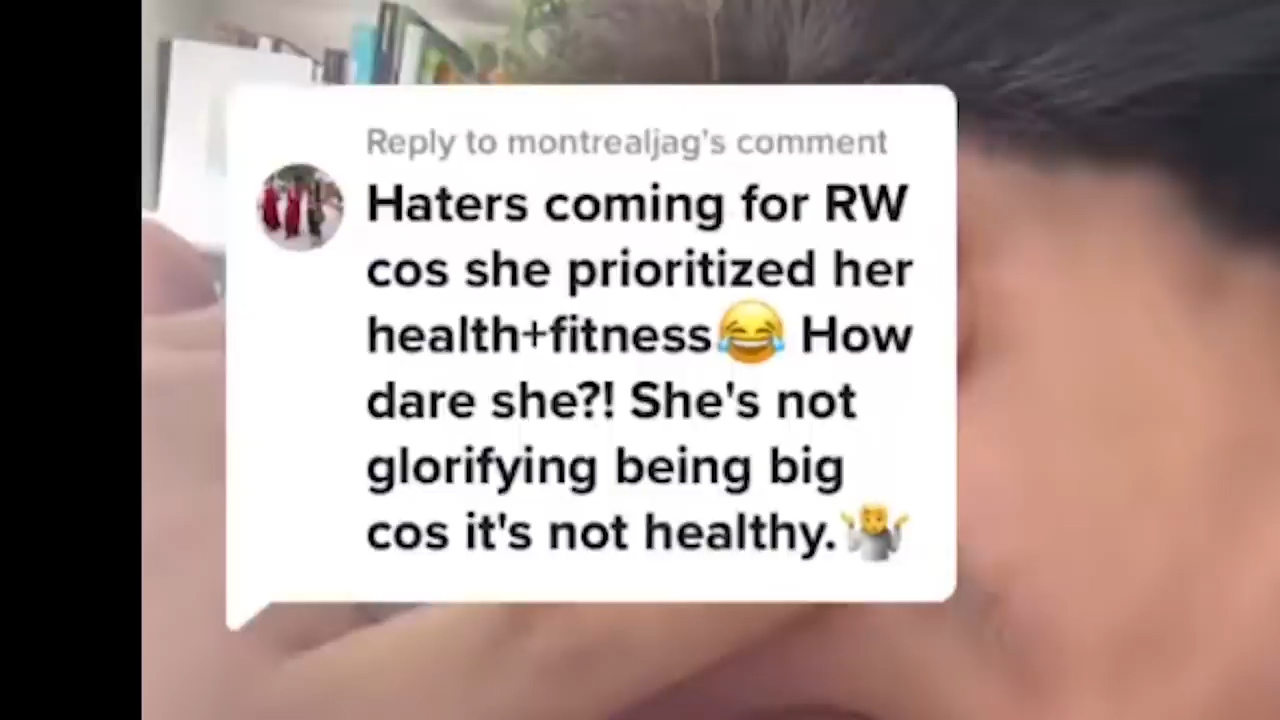 Reply to montrealjag's comment
Haters coming for RW
cos she prioritized her
health+fitness😂 How
dare she?! She's not
glorifying being big
cos it's not healthy.🤷‍♂️